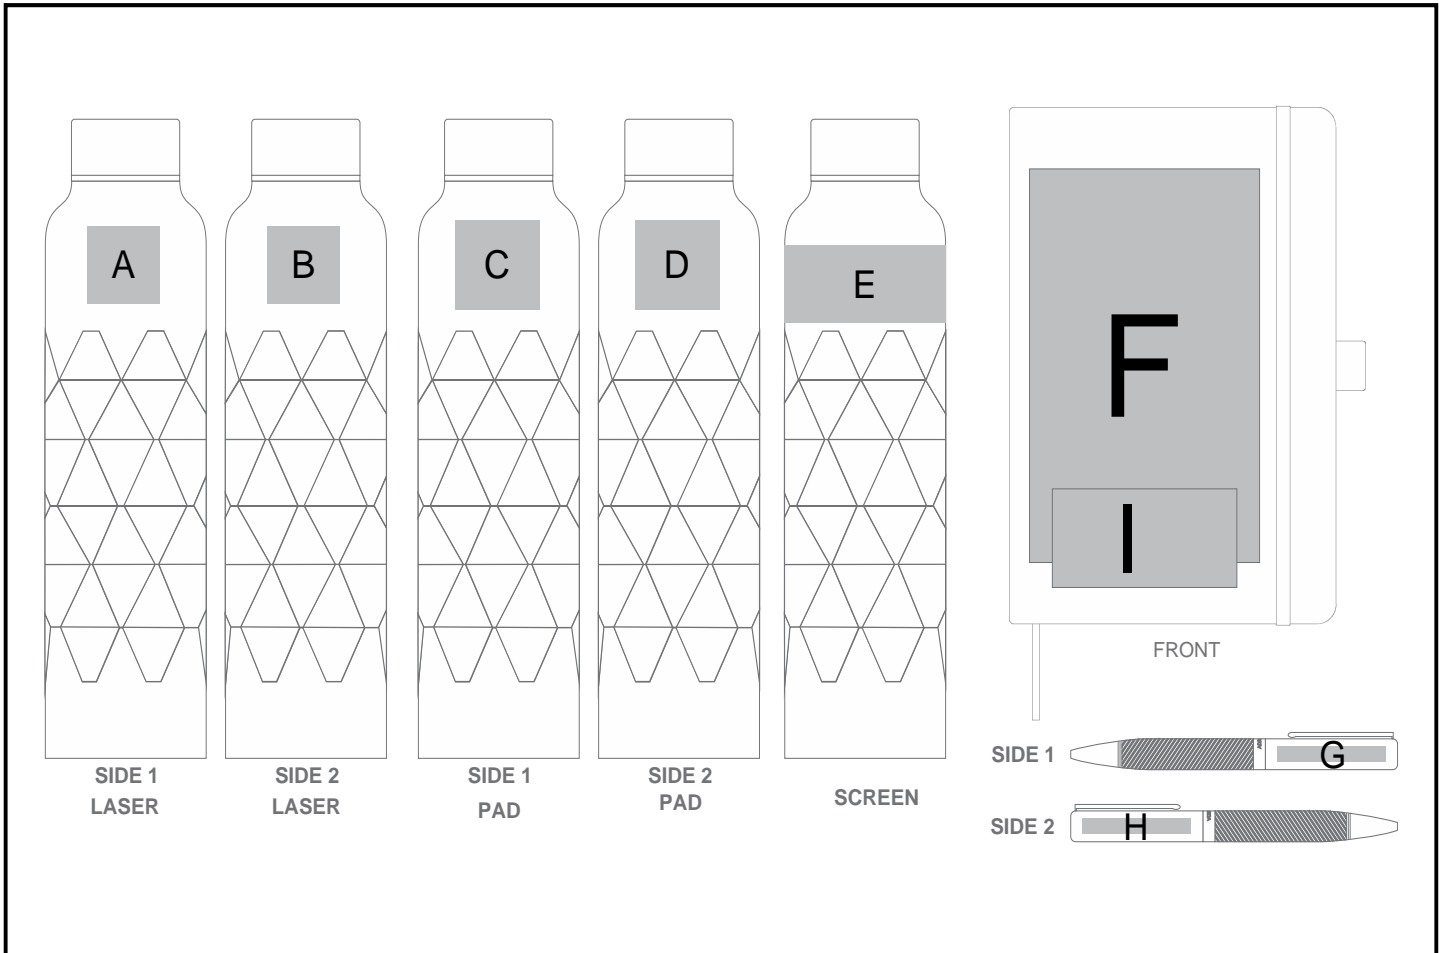 A
B
C
D
E
F
I
FRONT
SIDE 1
LASER
SIDE 2
LASER
SIDE 1
PAD
SIDE 2
PAD
SCREEN
SIDE 1
G
SIDE 2
H